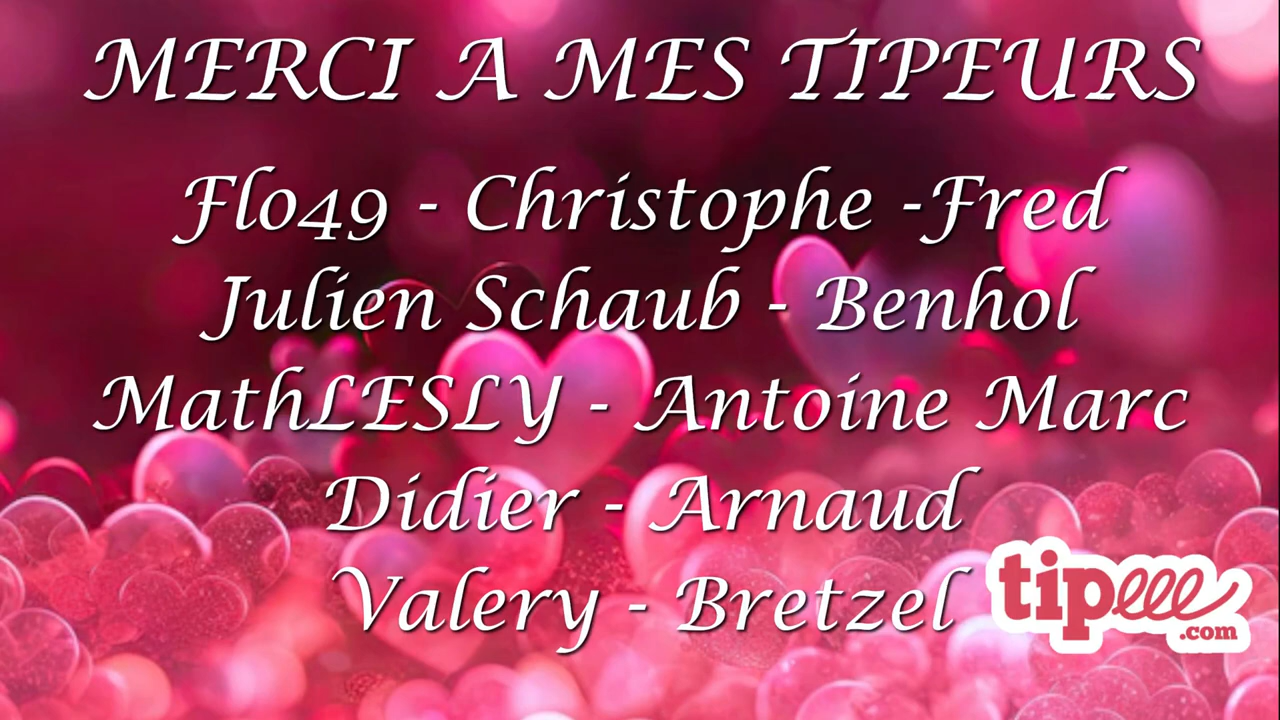 MERCI A MES TIPEURS
Flo49 - Christophe -Fred
Julien Schaub - Benhol
MathLESLY - Antoine Marc
Didier - Arnaud
Valery - Bretzel
tipeee
.com